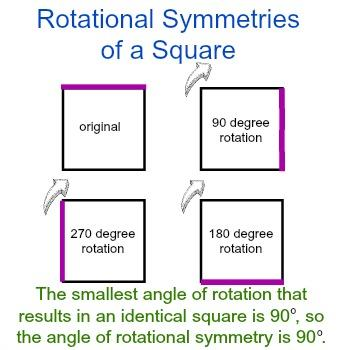 Rotational Symmetries
of a Square
original
90 degree
rotation
270 degree
rotation
180 degree
rotation
The smallest angle of rotation that
results in an identical square is 90°, so
the angle of rotational symmetry is 90°.